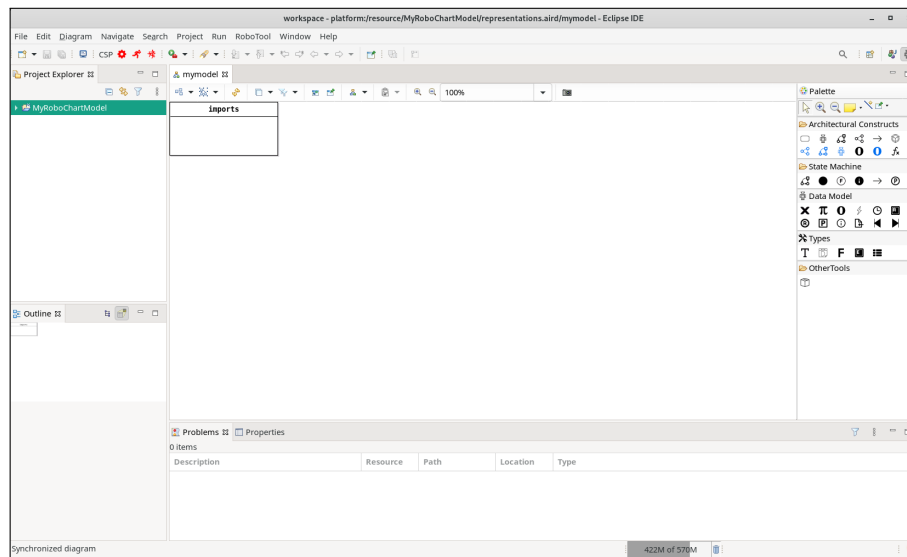 workspace - platform:/resource/MyRoboChartModel/representations.aird/mymodel - Eclipse IDE
File Edit Diagram Navigate Search Project Run RoboTool Window Help
CSP
Project Explorer
mymodel
100%
Palette
MyRoboChartModel
imports
Architectural Constructs
State Machine
Data Model
Types
OtherTools
Outline
Problems Properties
0 items
Description Resource Path Location Type
Synchronized diagram 422M of 570M